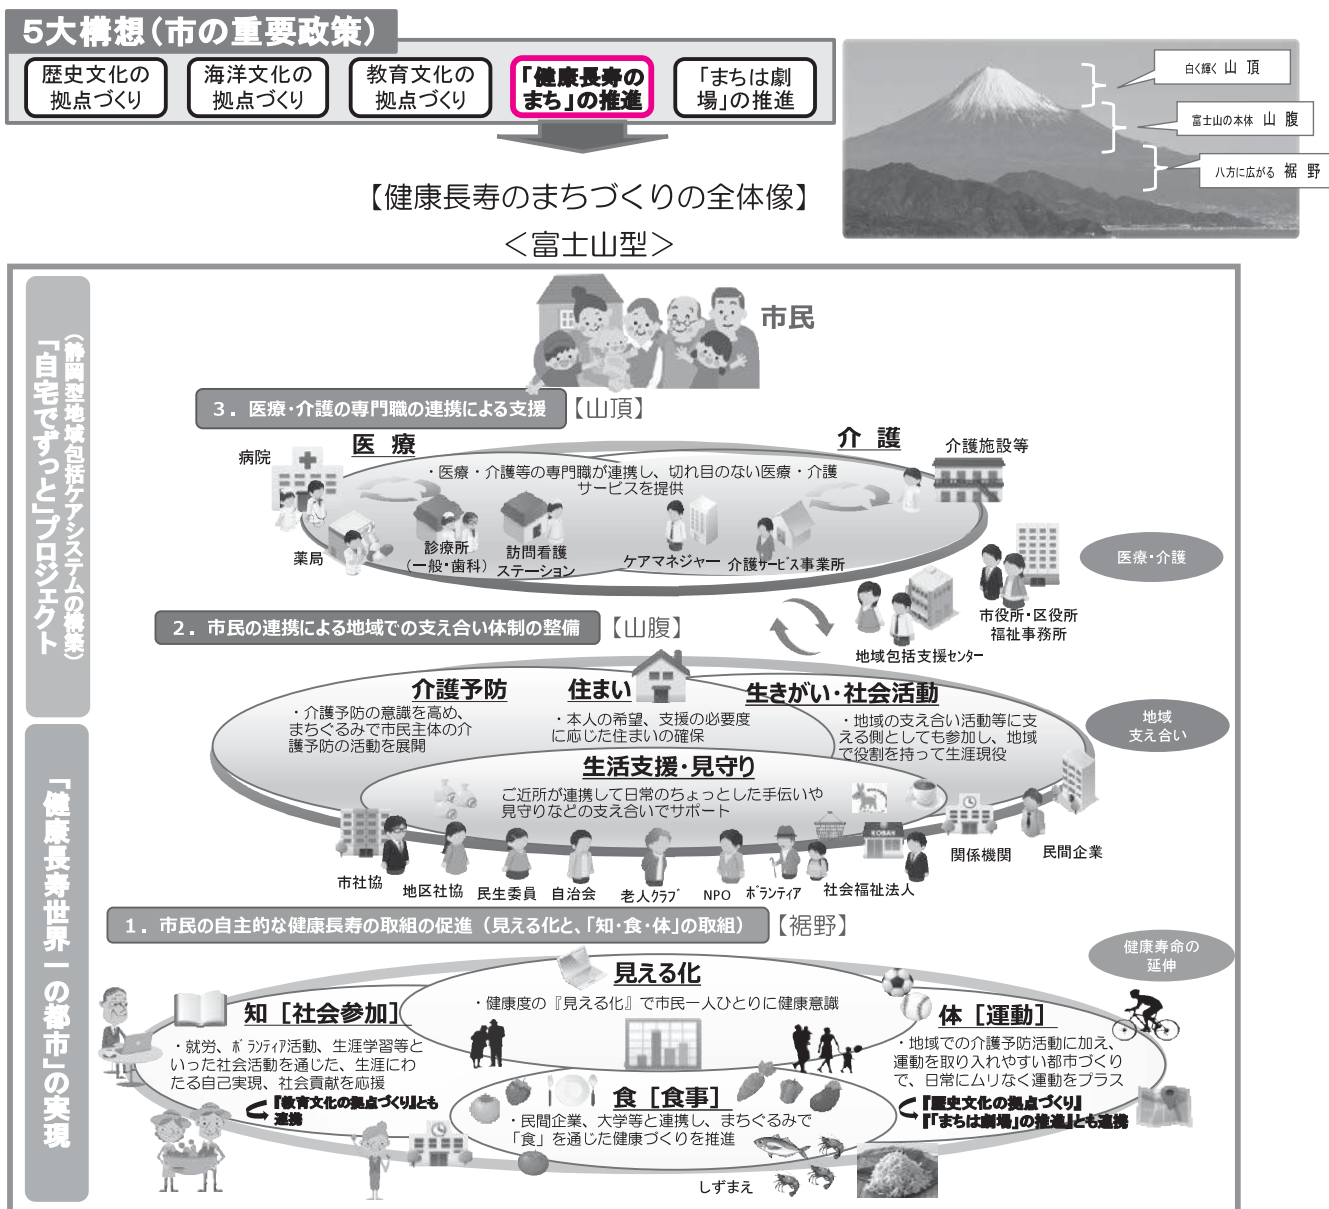 5大構想（市の重要政策）
歴史文化の
拠点づくり
海洋文化の
拠点づくり
教育文化の
拠点づくり
「健康長寿の
まち」の推進
「まちは劇
場」の推進
白く輝く 山 頂
富士山の本体 山 腹
八方に広がる 裾 野
【健康長寿のまちづくりの全体像】
＜富士山型＞
「自宅でずっと」プロジェクト
（静岡型地域包括ケアシステムの構築）
「健康長寿世界一の都市」の実現
市民
3．医療・介護の専門職の連携による支援
【山頂】
医 療
介 護
病院
介護施設等
・医療・介護等の専門職が連携し、切れ目のない医療・介護
サービスを提供
薬局
診療所
(一般・歯科)
訪問看護
ステーション
ケアマネジャー
介護サービス事業所
医療・介護
市役所・区役所
福祉事務所
地域包括支援センター
2．市民の連携による地域での支え合い体制の整備
【山腹】
介護予防
・介護予防の意識を高め、
まちぐるみで市民主体の介
護予防の活動を展開
住まい
・本人の希望、支援の必要度
に応じた住まいの確保
生きがい・社会活動
・地域の支え合い活動等に支
える側としても参加し、地域
で役割を持って生涯現役
地域
支え合い
生活支援・見守り
ご近所が連携して日常のちょっとした手伝いや
見守りなどの支え合いでサポート
KOBAN
市社協
地区社協
民生委員
自治会
老人クラブ
NPO
ボランティア
社会福祉法人
関係機関
民間企業
1．市民の自主的な健康長寿の取組の促進（見える化と、「知・食・体」の取組）
【裾野】
健康寿命の
延伸
見える化
・健康度の『見える化』で市民一人ひとりに健康意識
知［社会参加］
・就労、ボランティア活動、生涯学習等と
いった社会活動を通じた、生涯にわ
たる自己実現、社会貢献を応援
『教育文化の拠点づくり』とも
連携
体［運動］
・地域での介護予防活動に加え、
運動を取り入れやすい都市づくり
で、日常にムリなく運動をプラス
『歴史文化の拠点づくり』
『「まちは劇場」の推進』とも連携
食［食事］
・民間企業、大学等と連携し、まちぐるみで
「食」を通じた健康づくりを推進
しずまえ